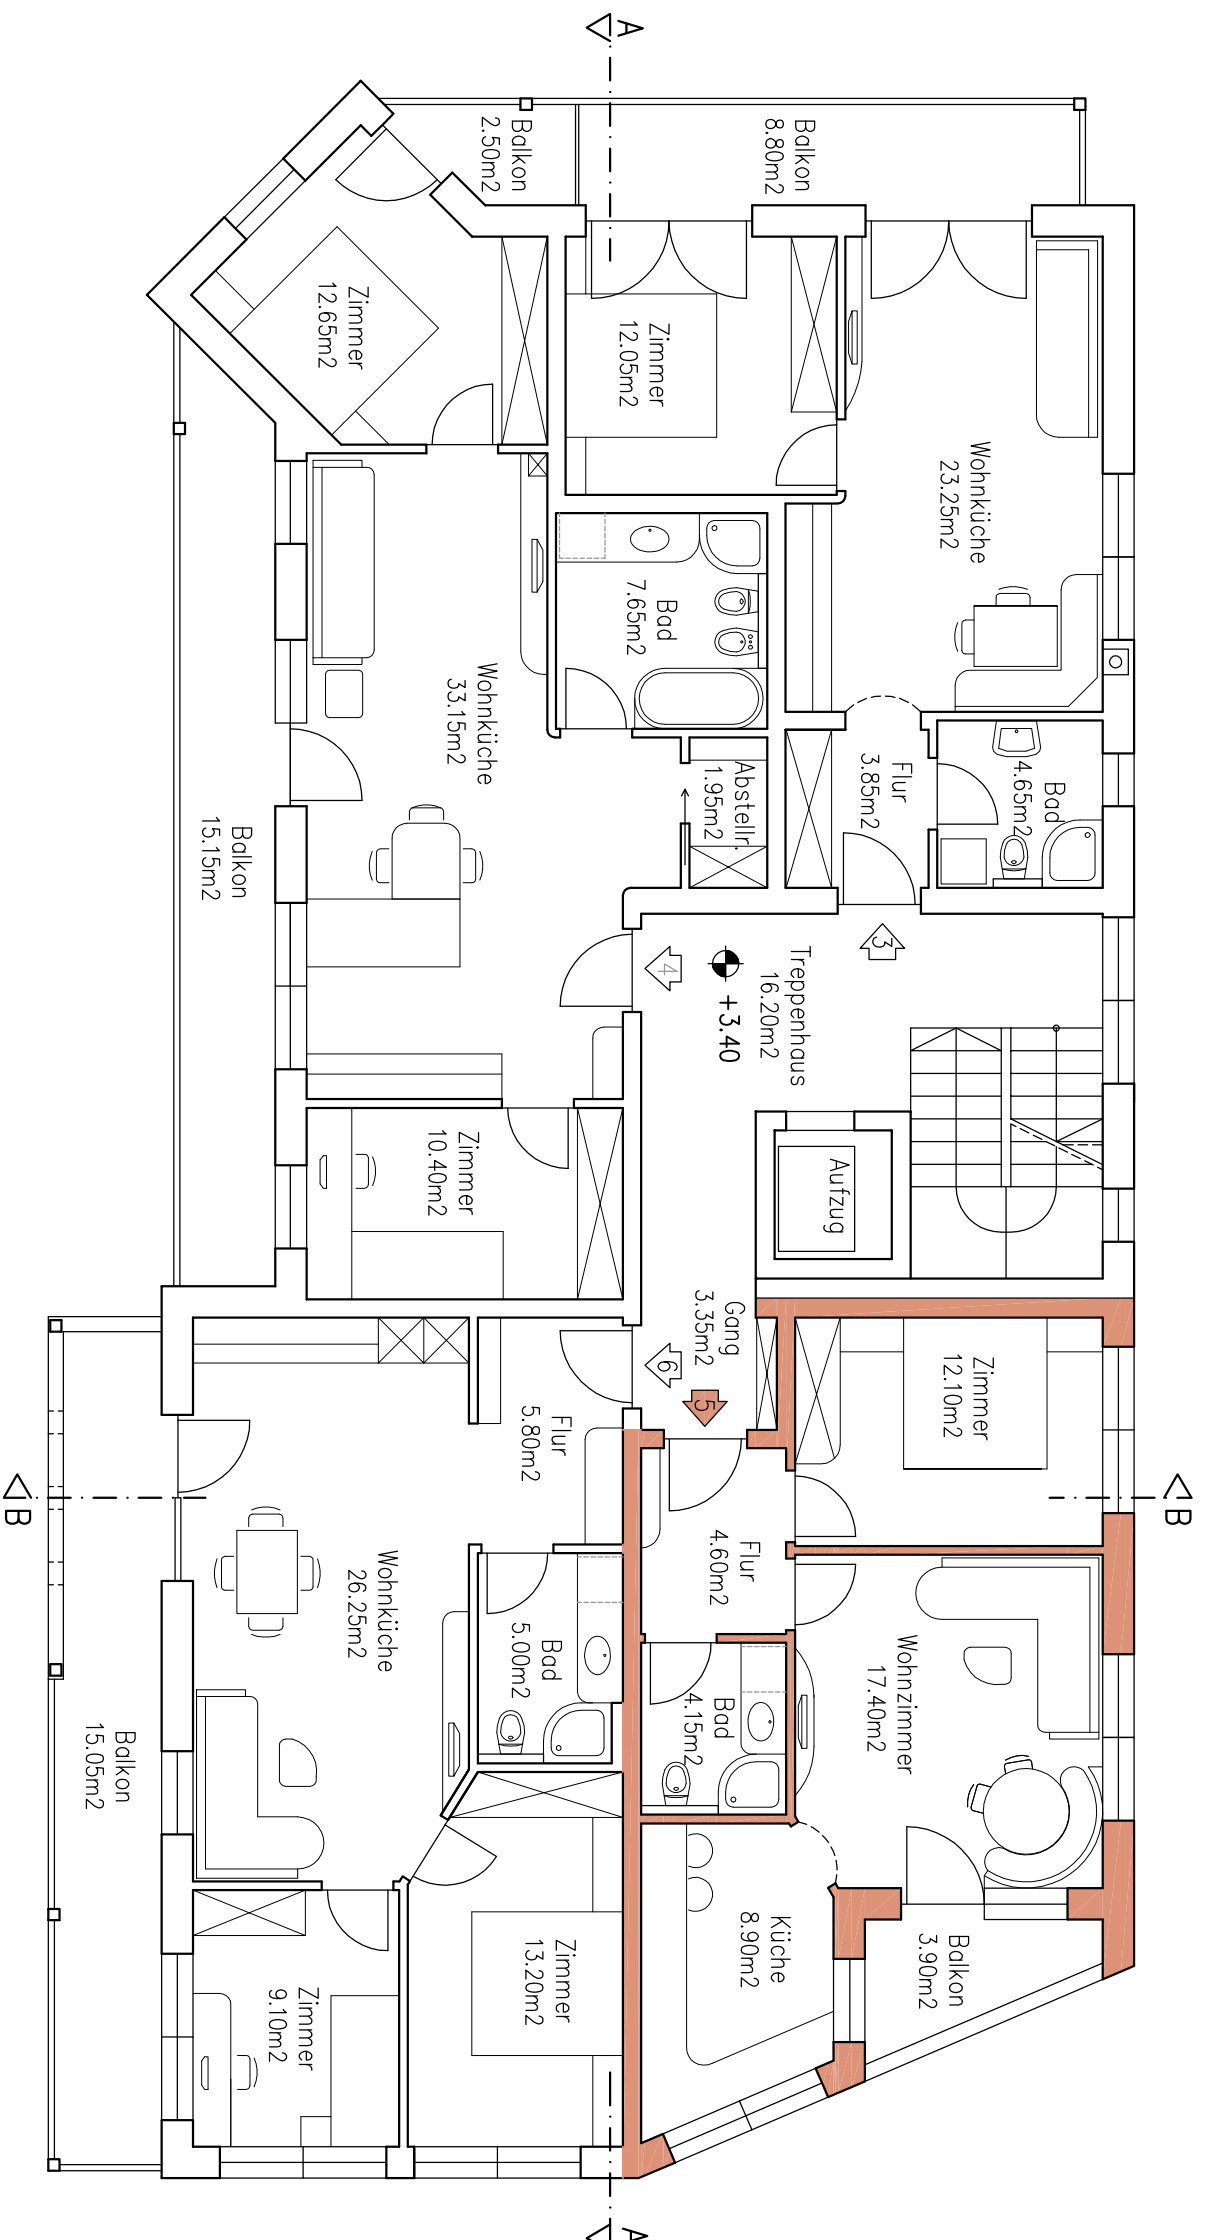 A
Balkon
2.50m2
Balkon
8.80m2
Zimmer
12.65m2
Zimmer
12.05m2
Wohnküche
23.25m2
Bad
7.65m2
Wohnküche
33.15m2
Abstellr.
1.95m2
Flur
3.85m2
Bad
4.65m2
Balkon
15.15m2
3
4
Treppenhaus
16.20m2
+3.40
Aufzug
Zimmer
10.40m2
Gang
3.35m2
6
5
Zimmer
12.10m2
Flur
5.80m2
B
B
Flur
4.60m2
Wohnküche
26.25m2
Bad
5.00m2
Bad
4.15m2
Wohnzimmer
17.40m2
Balkon
15.05m2
Zimmer
13.20m2
Küche
8.90m2
Balkon
3.90m2
Zimmer
9.10m2
A